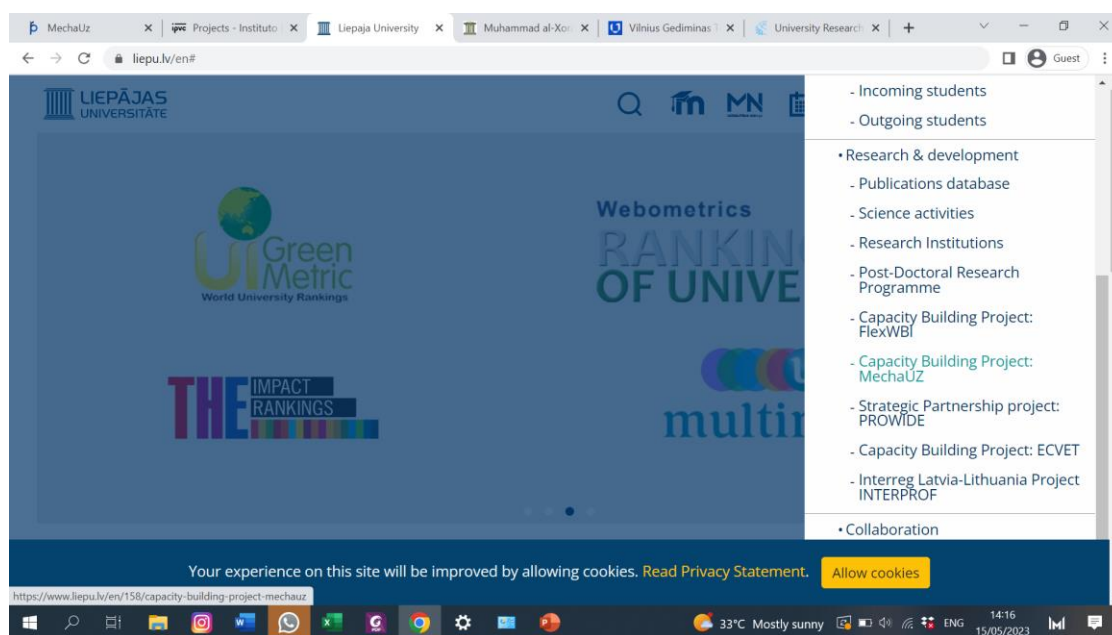 MechaUz
Projects - Instituto
Liepaja University
Muhammad al-Xor
Vilnius Gediminas T
University Research
liepu.lv/en#
Guest
LIEPĀJAS
UNIVERSITĀTE
MN
UI
Green
Metric
World University Rankings
Webometrics
RANKIN
OF UNIVE
THE
IMPACT
RANKINGS
U
multir
- Incoming students
- Outgoing students
• Research & development
- Publications database
- Science activities
- Research Institutions
- Post-Doctoral Research
Programme
- Capacity Building Project:
FlexWBl
- Capacity Building Project:
MechaUZ
- Strategic Partnership project:
PROWIDE
- Capacity Building Project: ECVET
- Interreg Latvia-Lithuania Project
INTERPROF
• Collaboration
Your experience on this site will be improved by allowing cookies. Read Privacy Statement.
Allow cookies
https://www.liepu.lv/en/158/capacity-building-project-mechauz
33°C Mostly sunny
ENG
14:16
15/05/2023